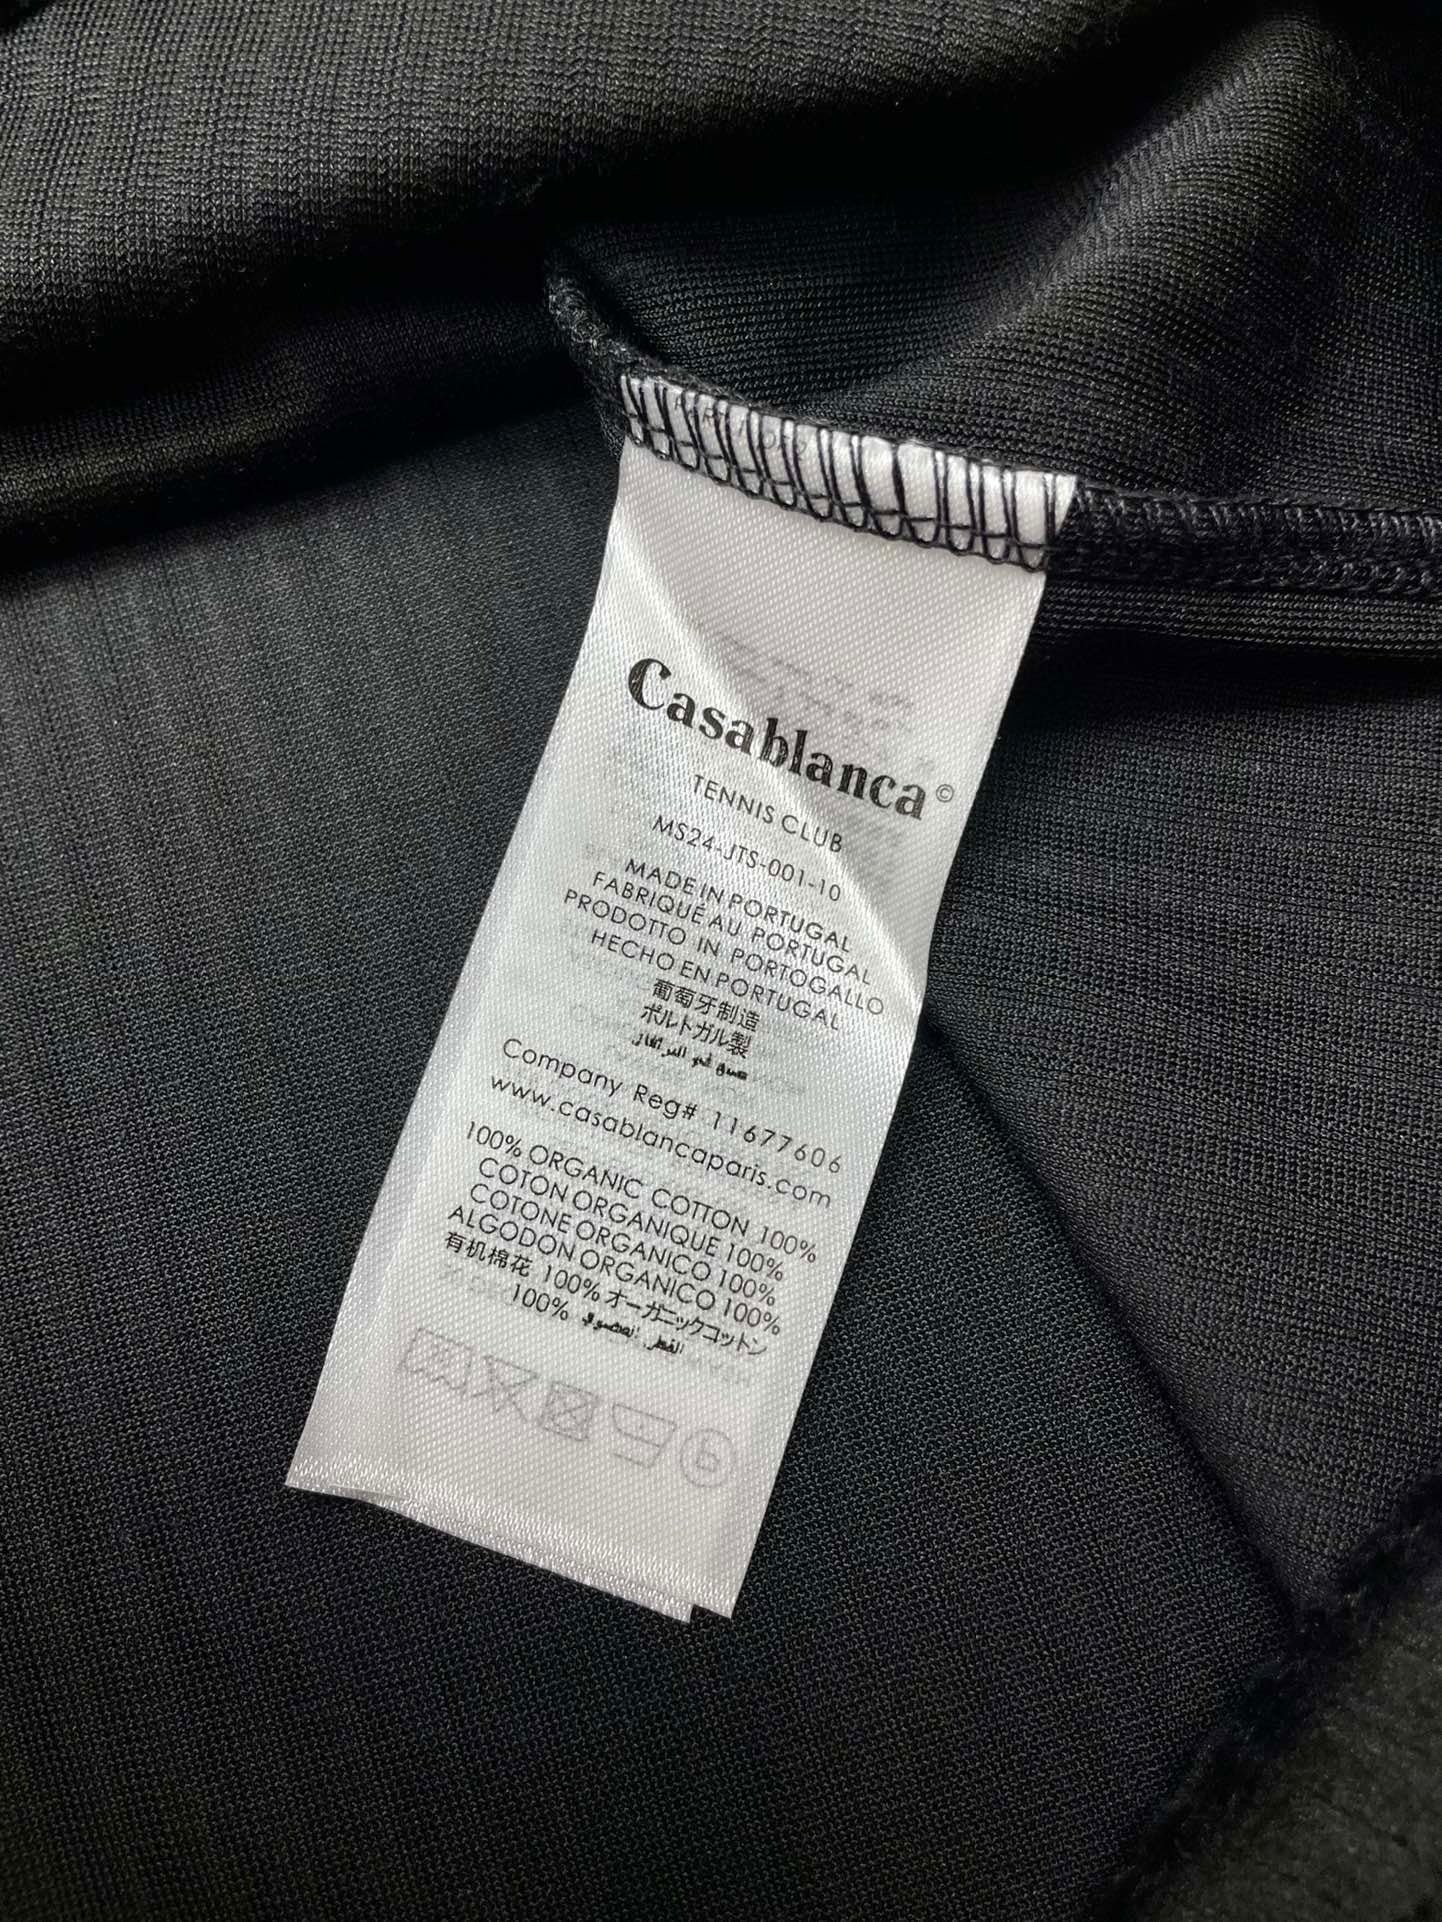 Casablanca©
TENNIS CLUB
MS24-JTS-001-10
MADE IN PORTUGAL
FABRIQUÉ AU PORTUGAL
PRODOTTO IN PORTOGALLO
HECHO EN PORTUGAL
葡萄牙制造
ポルトガル製
Company Reg# 11677606
www.casablancaparis.com
100% ORGANIC COTTON 100%
COTON ORGANIQUE 100%
COTONE ORGANICO 100%
ALGODON ORGANICO 100%
有机棉花 100% オーガニックコットン
100% القطن العضوي